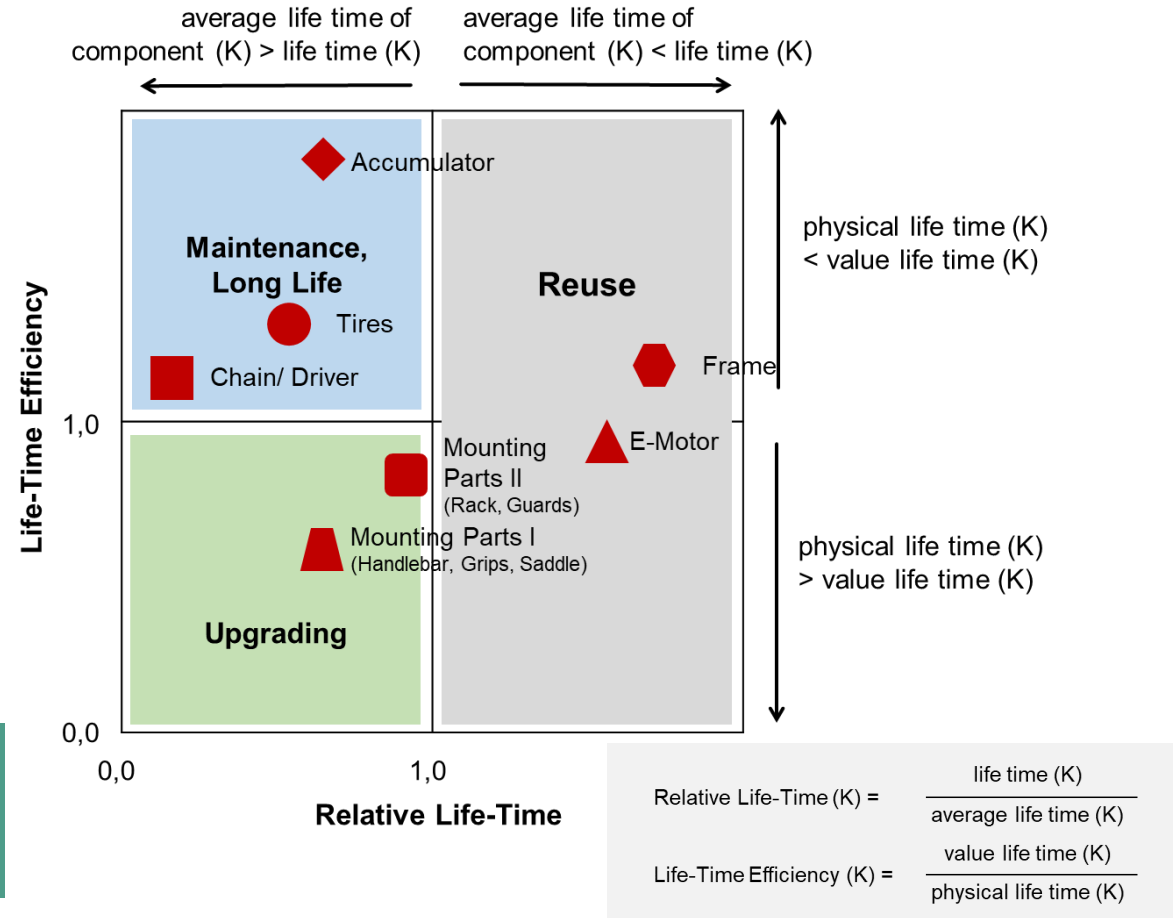 average life time of
component (K) > life time (K)
average life time of
component (K) < life time (K)
Accumulator
Maintenance,
Long Life
Tires
Chain/ Driver
Reuse
Frame
E-Motor
physical life time (K)
< value life time (K)
Life-Time Efficiency
1,0
Mounting
Parts II
(Rack, Guards)
Mounting Parts I
(Handlebar, Grips, Saddle)
Upgrading
physical life time (K)
> value life time (K)
0,0
0,0
1,0
Relative Life-Time
Relative Life-Time (K) =
life time (K)
average life time (K)
Life-Time Efficiency (K) =
value life time (K)
physical life time (K)